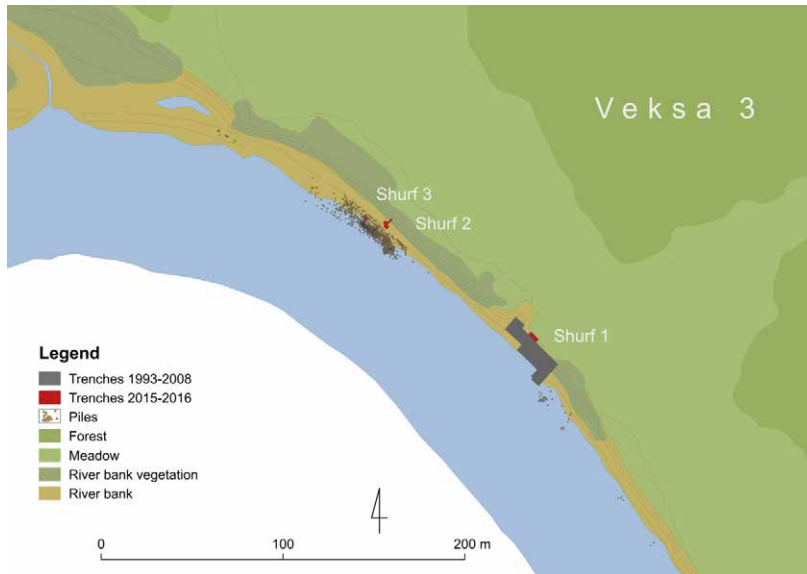 Veksa 3
Shurf 3
Shurf 2
Shurf 1
Legend
Trenches 1993-2008
Trenches 2015-2016
Piles
Forest
Meadow
River bank vegetation
River bank
0 100 200 m